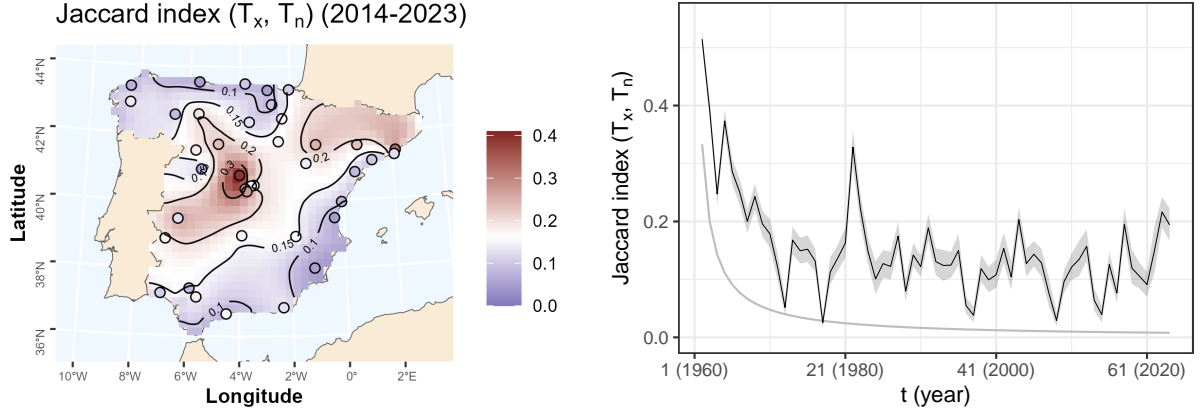 Jaccard index (Tx, Tn) (2014-2023)
44°N
42°N
40°N
38°N
36°N
Latitude
0.1
0.15
0.2
0.3
0.2
0.15
0.1
0.1
10°W 8°W 6°W 4°W 2°W 0° 2°E
Longitude
0.4
0.3
0.2
0.1
0.0
Jaccard index (Tx, Tn)
0.4
0.2
0.0
1 (1960) 21 (1980) 41 (2000) 61 (2020)
t (year)